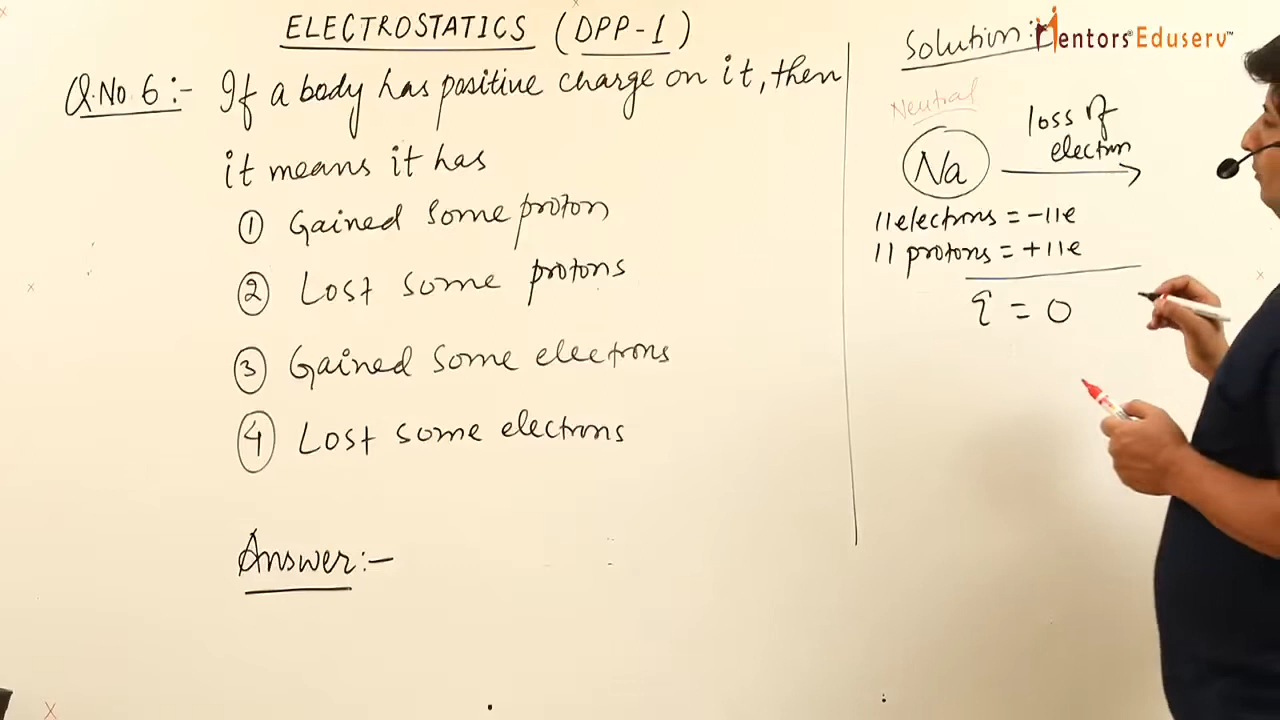 ELECTROSTATICS (DPP-1)
Q.No. 6:- If a body has positive charge on it, then
it means it has
① Gained some proton
② Lost some protons
③ Gained some electrons
④ Lost some electrons
Answer:-
Solution:-
Mentors® Eduserv™
Neutral
Na
loss of
electron
11 electrons = -11e
11 protons = +11e
q = 0